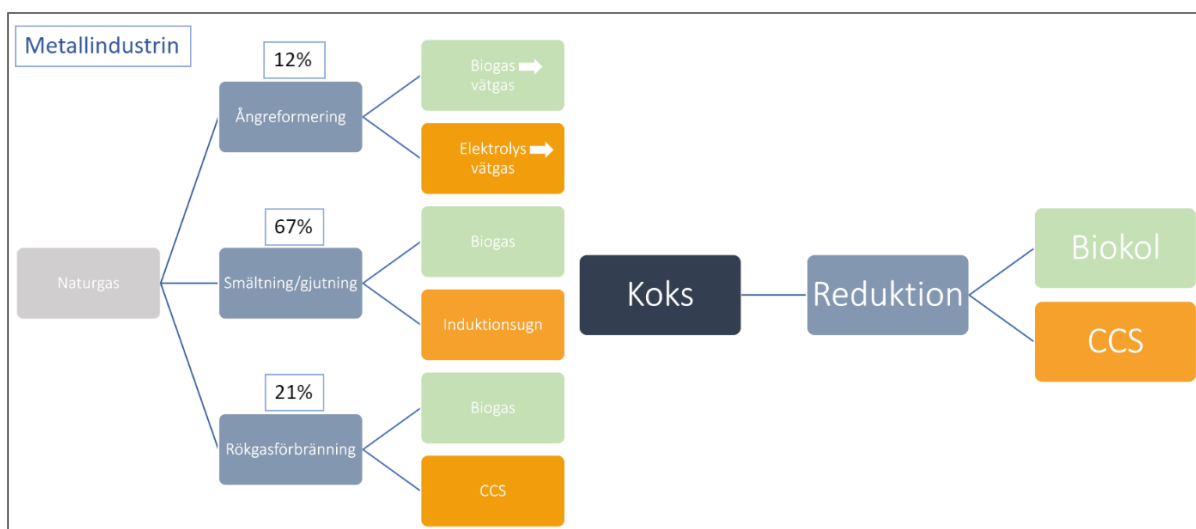 Metallindustrin
12%
Ångreformering
Biogas
vätgas
Elektrolys
vätgas
Naturgas
67%
Smältning/gjutning
Biogas
Induktionsugn
21%
Rökgasförbränning
Biogas
CCS
Koks
Reduktion
Biokol
CCS